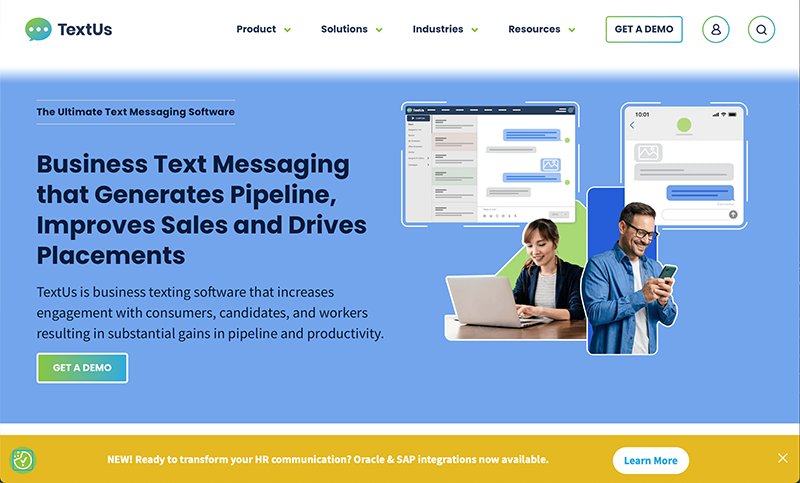 TextUs
Product
Solutions
Industries
Resources
GET A DEMO
The Ultimate Text Messaging Software
Business Text Messaging
that Generates Pipeline,
Improves Sales and Drives
Placements
TextUs is business texting software that increases
engagement with consumers, candidates, and workers
resulting in substantial gains in pipeline and productivity.
GET A DEMO
TextUs
10:01
NEW! Ready to transform your HR communication? Oracle & SAP integrations now available.
Learn More